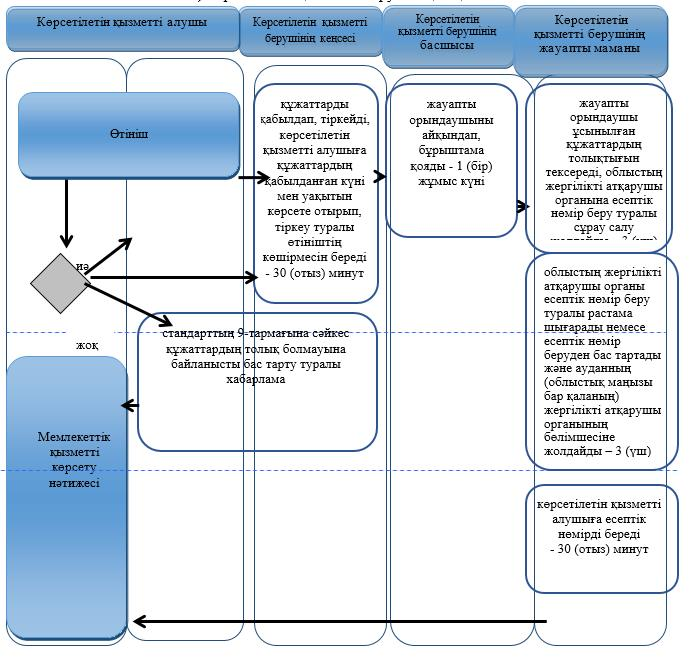 Көрсетілетін қызметті алушы
Көрсетілетін қызметті
берушінің кеңсесі
Көрсетілетін
қызметті берушінің
басшысы
Көрсетілетін
қызметті берушінің
жауапты маманы
Өтініш
құжаттарды
қабылдап, тіркейді,
көрсетілетін
қызметті алушыға
құжаттардың
қабылданған күні
мен уақытын
көрсете отырып,
тіркеу туралы
өтініштің
көшірмесін береді
- 30 (отыз) минут
жауапты
орындаушыны
айқындап,
бұрыштама
қояды - 1 (бір)
жұмыс күні
жауапты
орындаушы
ұсынылған
құжаттардың
толықтығын
тексереді, облыстың
жергілікті атқарушы
органына есептік
нөмір беру туралы
сұрау салу
иә
жоқ
стандарттың 9-тармағына сәйкес
құжаттардың толық болмауына
байланысты бас тарту туралы
хабарлама
облыстың жергілікті
атқарушы органы
есептік нөмір беру
туралы растама
шығарады немесе
есептік нөмір
беруден бас тартады
және ауданның
(облыстық маңызы
бар қаланың)
жергілікті атқарушы
органының
бөлімшесіне
жолдайды – 3 (үш)
Мемлекеттік
қызметті
көрсету
нәтижесі
көрсетілетін қызметті
алушыға есептік
нөмірді береді
- 30 (отыз) минут